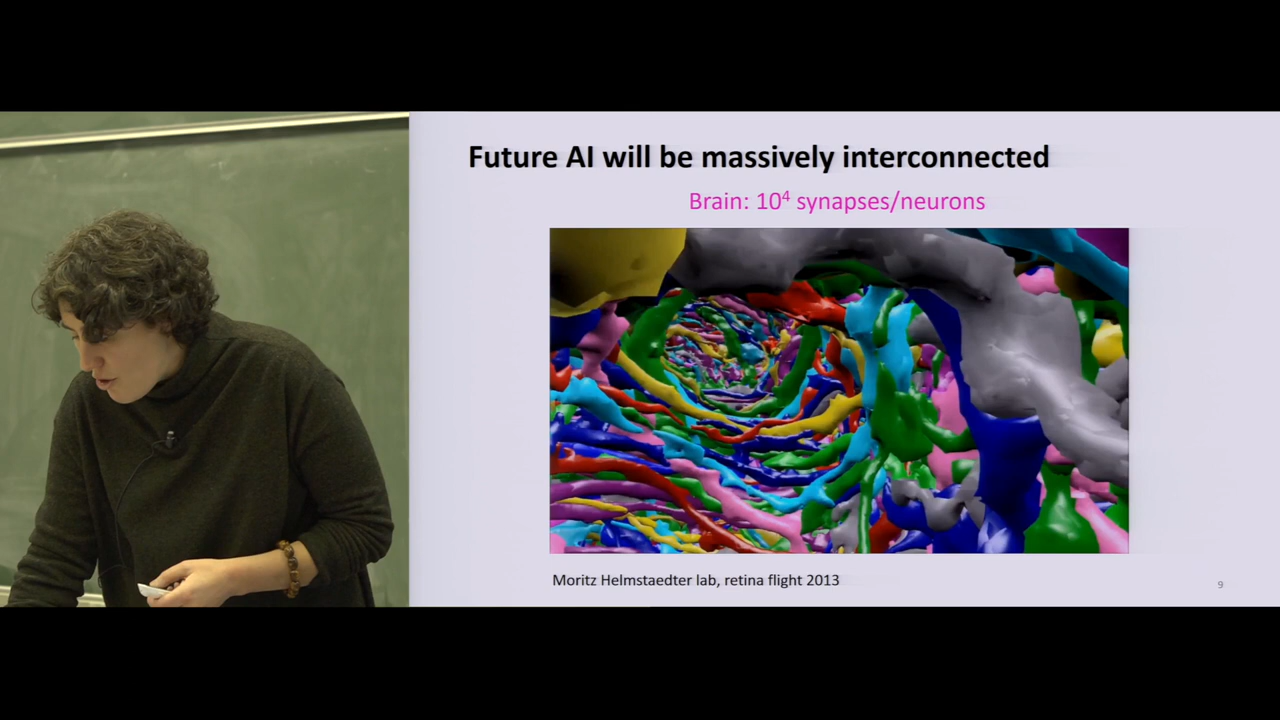 Future AI will be massively interconnected
Brain: 10⁴ synapses/neurons
Moritz Helmstaedter lab, retina flight 2013
9